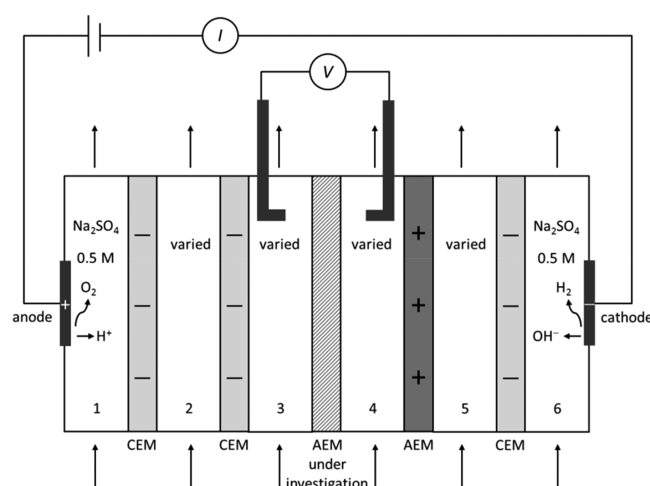 I
V
Na₂SO₄
0.5 M
O₂
H⁺
+
anode
1
−
−
−
CEM
varied
2
−
−
−
CEM
varied
3
AEM
under
investigation
varied
4
+
+
+
AEM
varied
5
−
−
−
CEM
Na₂SO₄
0.5 M
H₂
OH⁻
−
cathode
6